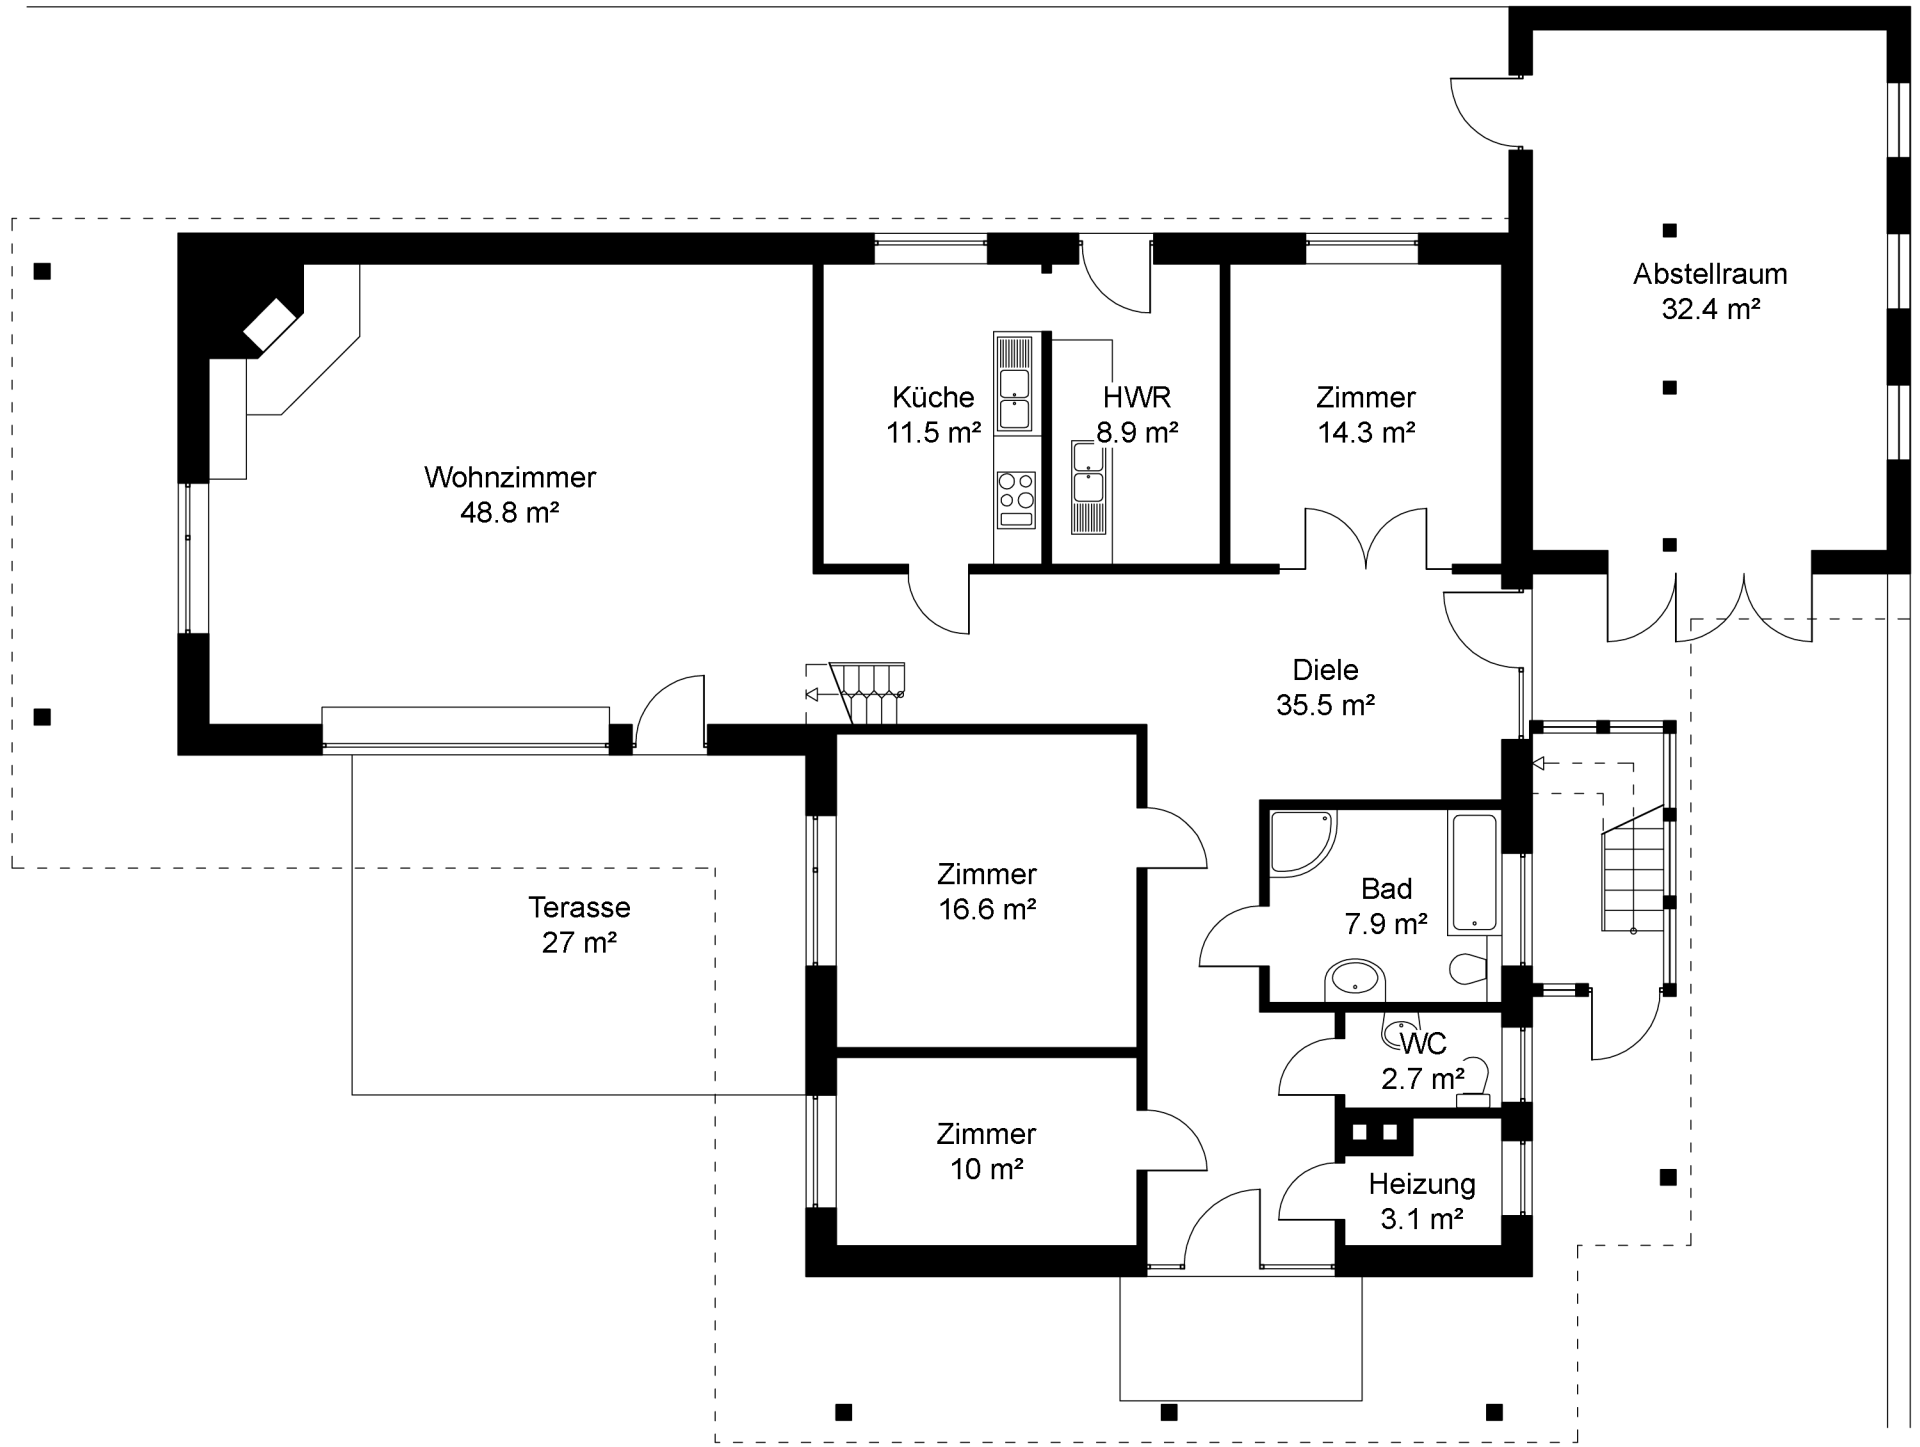 Abstellraum
32.4 m²
Küche
11.5 m²
HWR
8.9 m²
Zimmer
14.3 m²
Wohnzimmer
48.8 m²
Diele
35.5 m²
Zimmer
16.6 m²
Bad
7.9 m²
Terasse
27 m²
WC
2.7 m²
Zimmer
10 m²
Heizung
3.1 m²